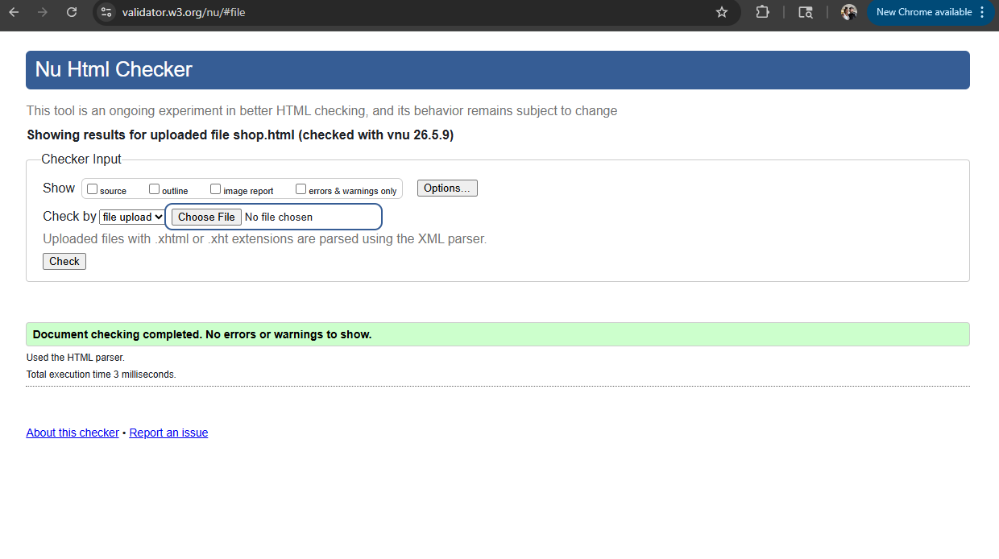 validator.w3.org/nu/#file
New Chrome available
Nu Html Checker
This tool is an ongoing experiment in better HTML checking, and its behavior remains subject to change
Showing results for uploaded file shop.html (checked with vnu 26.5.9)
Checker Input
Show source outline image report errors & warnings only Options...
Check by file upload Choose File No file chosen
Uploaded files with .xhtml or .xht extensions are parsed using the XML parser.
Check
Document checking completed. No errors or warnings to show.
Used the HTML parser.
Total execution time 3 milliseconds.
About this checker • Report an issue